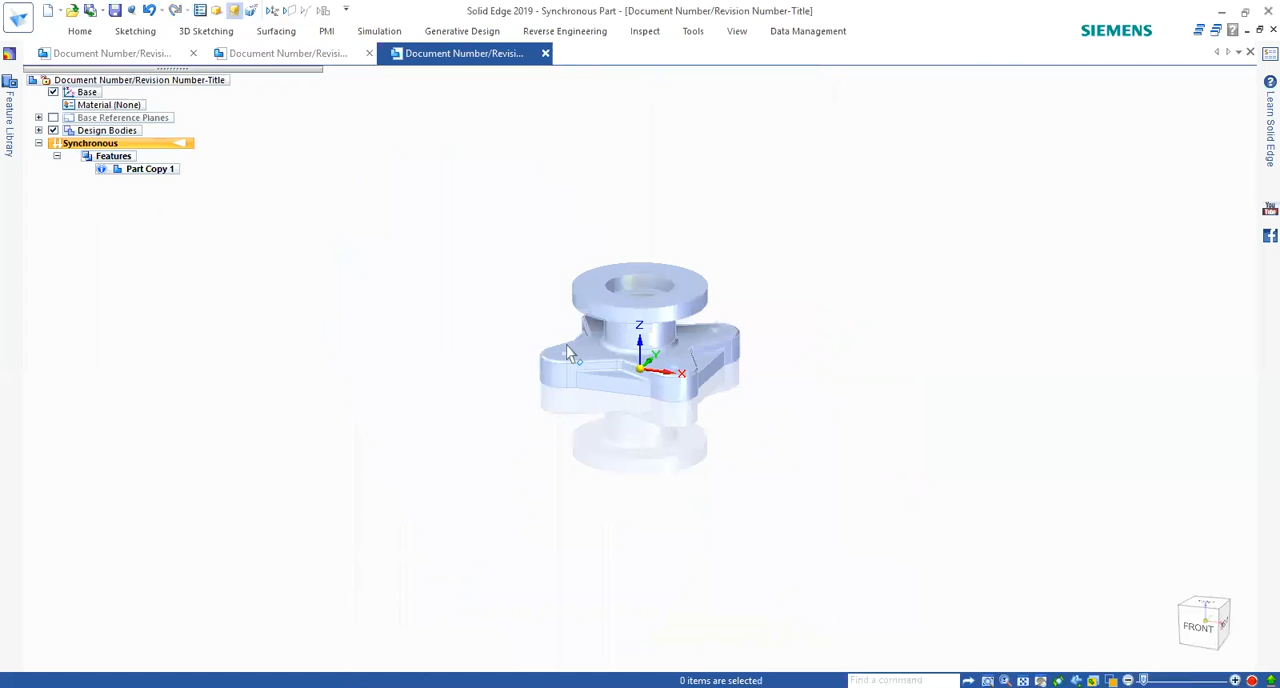 Solid Edge 2019 - Synchronous Part - [Document Number/Revision Number-Title]
Home Sketching 3D Sketching Surfacing PMI Simulation Generative Design Reverse Engineering Inspect Tools View Data Management
SIEMENS
Document Number/Revisi... Document Number/Revisi... Document Number/Revisi...
Document Number/Revision Number-Title
Base
Material (None)
Base Reference Planes
Design Bodies
Synchronous
Features
Part Copy 1
Feature Library
Learn Solid Edge
You
Tube
Z
Y
X
FRONT
0 items are selected
Find a command